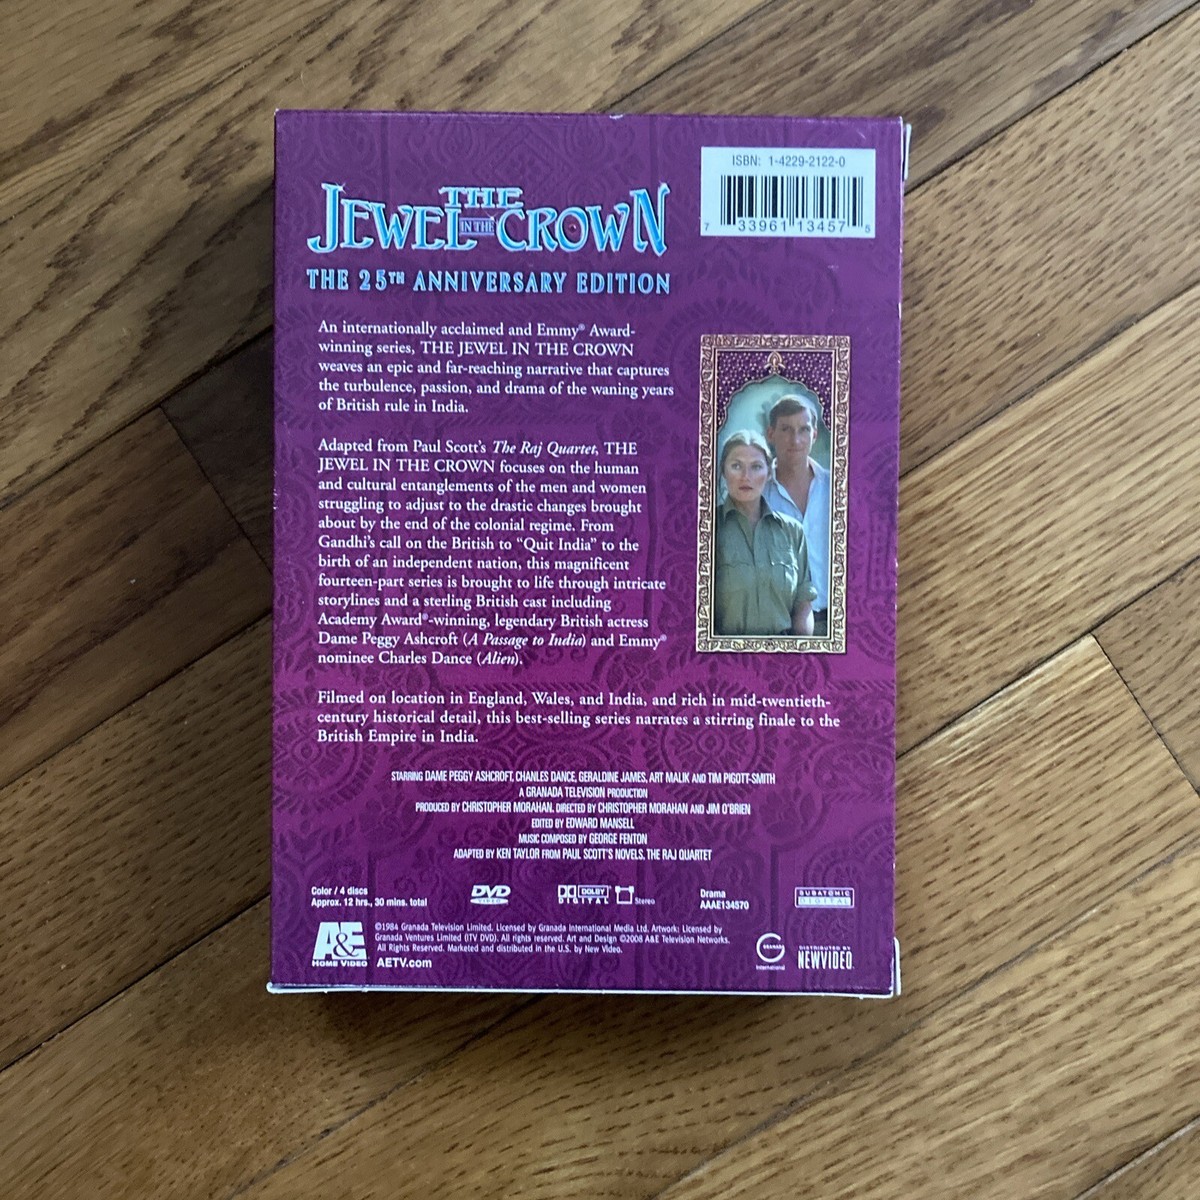 ISBN: 1-4229-2122-0
7 33961 13457 5
THE
JEWEL IN THE CROWN
THE 25TH ANNIVERSARY EDITION
An internationally acclaimed and Emmy® Award-
winning series, THE JEWEL IN THE CROWN
weaves an epic and far-reaching narrative that captures
the turbulence, passion, and drama of the waning years
of British rule in India.
Adapted from Paul Scott's The Raj Quartet, THE
JEWEL IN THE CROWN focuses on the human
and cultural entanglements of the men and women
struggling to adjust to the drastic changes brought
about by the end of the colonial regime. From
Gandhi's call on the British to “Quit India” to the
birth of an independent nation, this magnificent
fourteen-part series is brought to life through intricate
storylines and a sterling British cast including
Academy Award®-winning, legendary British actress
Dame Peggy Ashcroft (A Passage to India) and Emmy®
nominee Charles Dance (Alien).
Filmed on location in England, Wales, and India, and rich in mid-twentieth-
century historical detail, this best-selling series narrates a stirring finale to the
British Empire in India.
STARRING DAME PEGGY ASHCROFT, CHARLES DANCE, GERALDINE JAMES, ART MALIK AND TIM PIGOTT-SMITH
A GRANADA TELEVISION PRODUCTION
PRODUCED BY CHRISTOPHER MORAHAN. DIRECTED BY CHRISTOPHER MORAHAN AND JIM O'BRIEN
EDITED BY EDWARD MANSELL
MUSIC COMPOSED BY GEORGE FENTON
ADAPTED BY KEN TAYLOR FROM PAUL SCOTT'S NOVELS, THE RAJ QUARTET
Color / 4 discs
Approx. 12 hrs., 30 mins. total
DVD
VIDEO
DOLBY
DIGITAL
Stereo
Drama
AAAE134570
SUBATOMIC
DIGITAL
A&E
HOME VIDEO
©1984 Granada Television Limited. Licensed by Granada International Media Ltd. Artwork: Licensed by
Granada Ventures Limited (ITV DVD). All rights reserved. Art and Design ©2008 A&E Television Networks.
All Rights Reserved. Marketed and distributed in the U.S. by New Video.
AETV.com
GRANADA
International
DISTRIBUTED BY
NEWVIDEO